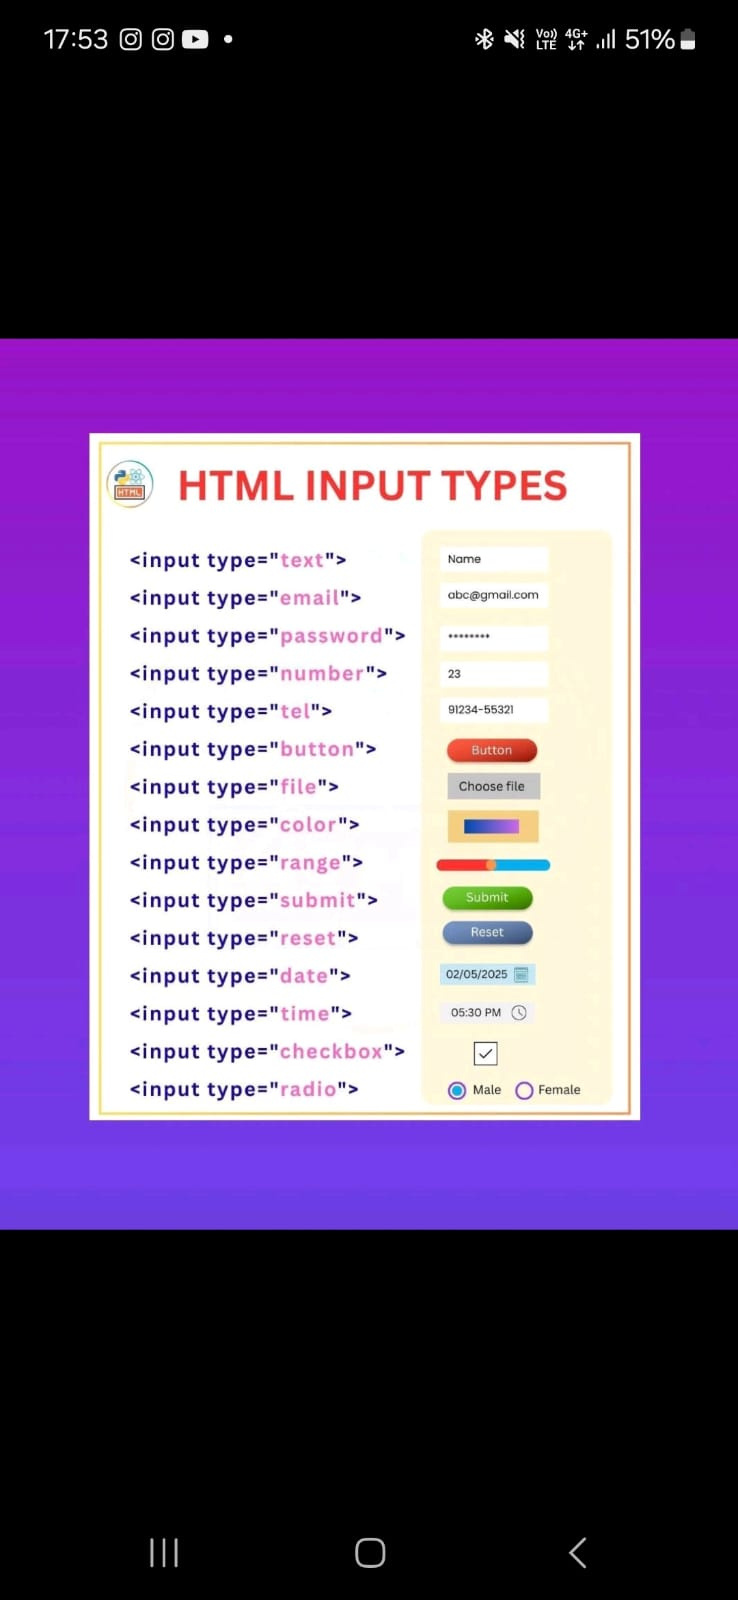 17:53 Vo)) LTE 4G+ 51%
HTML
HTML INPUT TYPES
<input type="text"> Name
<input type="email"> abc@gmail.com
<input type="password"> ********
<input type="number"> 23
<input type="tel"> 91234-55321
<input type="button"> Button
<input type="file"> Choose file
<input type="color">
<input type="range">
<input type="submit"> Submit
<input type="reset"> Reset
<input type="date"> 02/05/2025
<input type="time"> 05:30 PM
<input type="checkbox">
<input type="radio"> Male Female